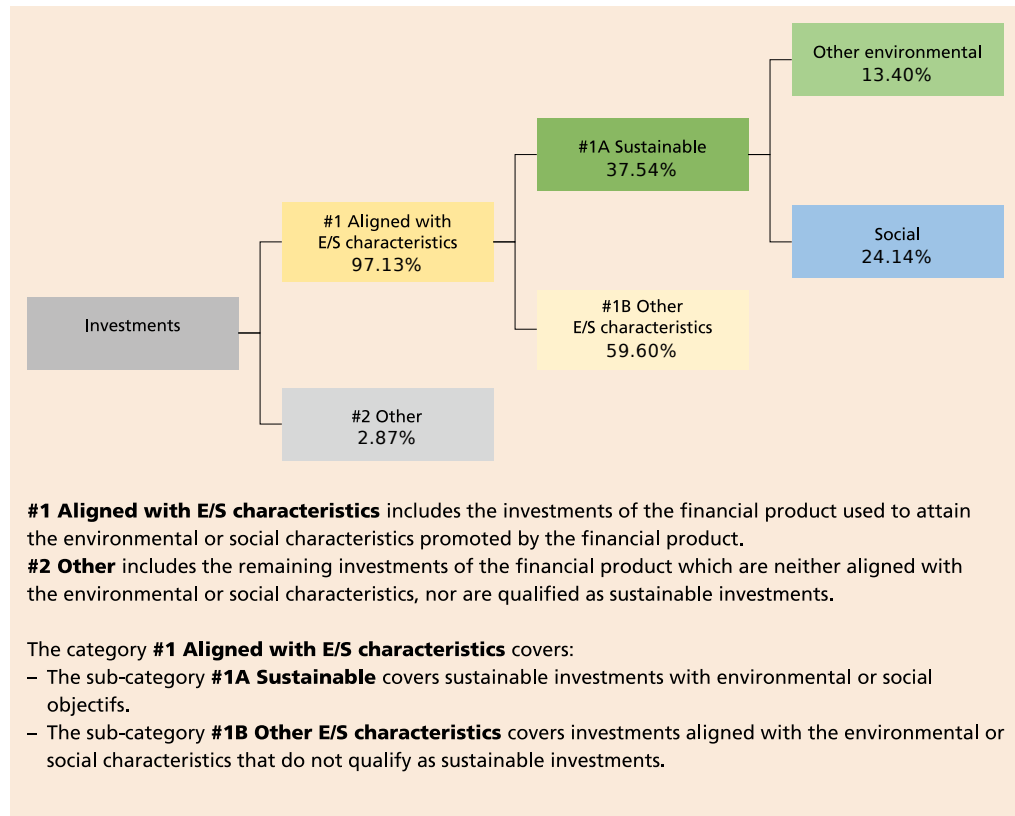 Other environmental
13.40%
#1A Sustainable
37.54%
#1 Aligned with
E/S characteristics
97.13%
Social
24.14%
Investments
#1B Other
E/S characteristics
59.60%
#2 Other
2.87%
#1 Aligned with E/S characteristics includes the investments of the financial product used to attain
the environmental or social characteristics promoted by the financial product.
#2 Other includes the remaining investments of the financial product which are neither aligned with
the environmental or social characteristics, nor are qualified as sustainable investments.
The category #1 Aligned with E/S characteristics covers:
– The sub-category #1A Sustainable covers sustainable investments with environmental or social
objectifs.
– The sub-category #1B Other E/S characteristics covers investments aligned with the environmental or
social characteristics that do not qualify as sustainable investments.